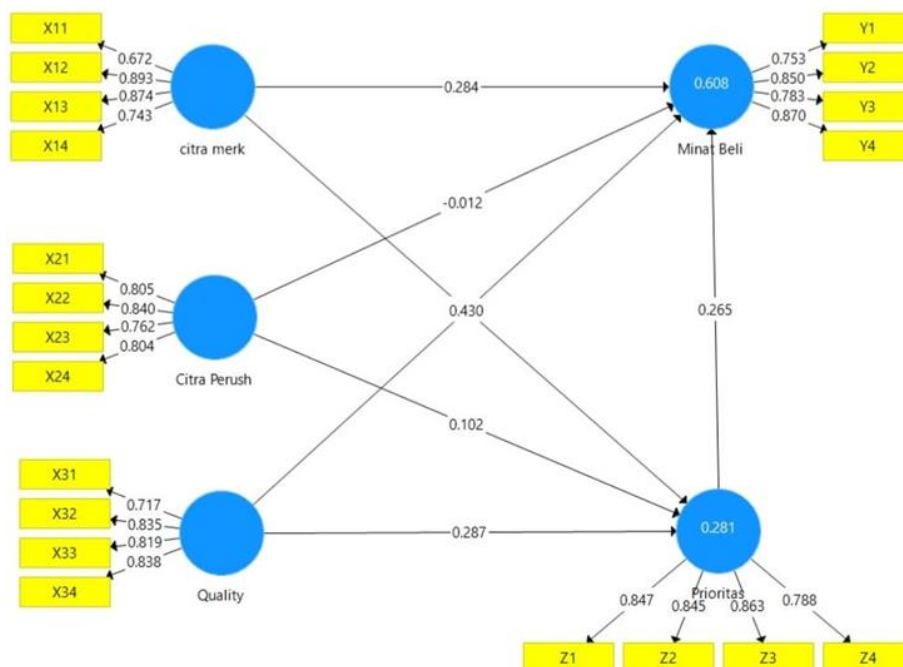 X11
X12
X13
X14
0.672
0.893
0.874
0.743
citra merk
0.284
0.608
Minat Beli
0.753
0.850
0.783
0.870
Y1
Y2
Y3
Y4
-0.012
X21
X22
X23
X24
0.805
0.840
0.762
0.804
Citra Perush
0.430
0.265
0.102
X31
X32
X33
X34
0.717
0.835
0.819
0.838
Quality
0.287
0.281
Prioritas
0.847
0.845
0.863
0.788
Z1
Z2
Z3
Z4